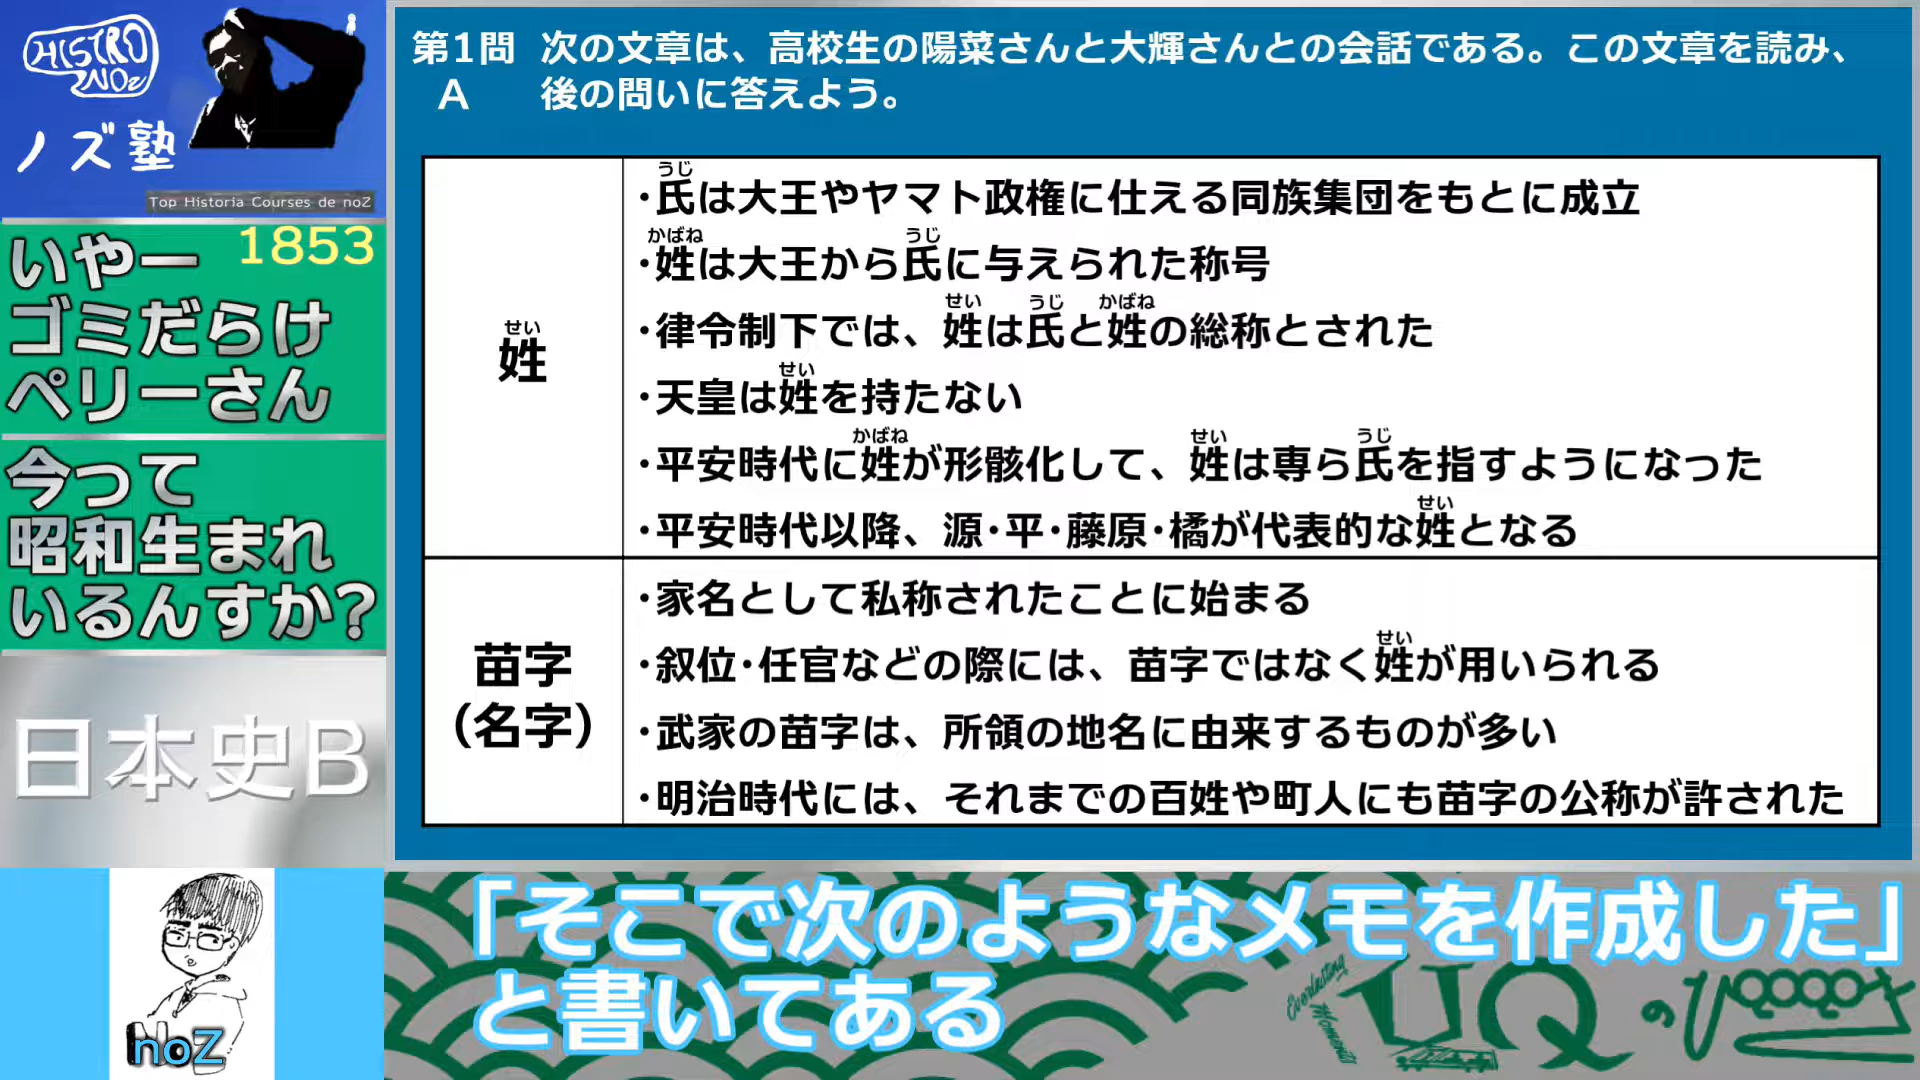 HISTRO
NOZ
ノズ塾
Top Historia Courses de noZ
1853
いやー
ゴミだらけ
ペリーさん
今って
昭和生まれ
いるんすか?
日本史B
noZ
第1問 次の文章は、高校生の陽菜さんと大輝さんとの会話である。この文章を読み、
A 後の問いに答えよう。
せい
姓
うじ
・氏は大王やヤマト政権に仕える同族集団をもとに成立
かばね うじ
・姓は大王から氏に与えられた称号
せい うじ かばね
・律令制下では、姓は氏と姓の総称とされた
せい
・天皇は姓を持たない
かばね せい うじ
・平安時代に姓が形骸化して、姓は専ら氏を指すようになった
せい
・平安時代以降、源・平・藤原・橘が代表的な姓となる
苗字
(名字)
・家名として私称されたことに始まる
せい
・叙位・任官などの際には、苗字ではなく姓が用いられる
・武家の苗字は、所領の地名に由来するものが多い
・明治時代には、それまでの百姓や町人にも苗字の公称が許された
「そこで次のようなメモを作成した」
と書いてある
Everlasting
UQ
の